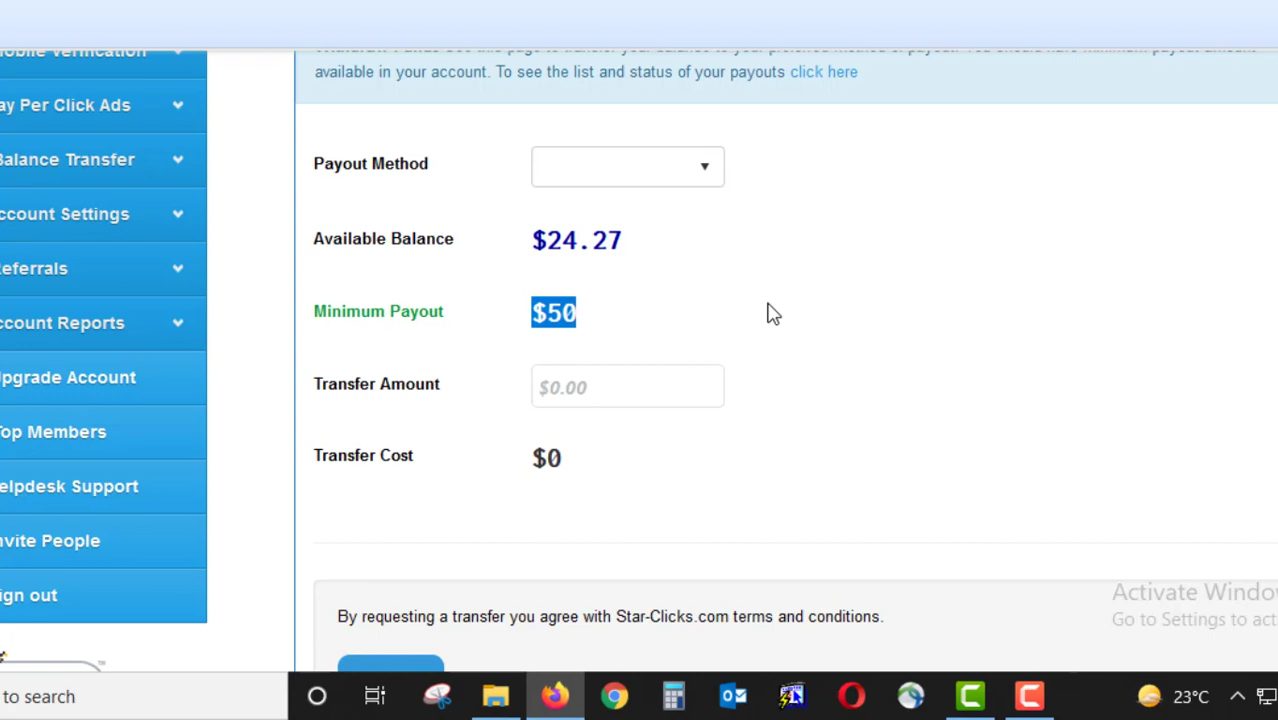 available in your account. To see the list and status of your payouts click here
Mobile Verification
ay Per Click Ads
Balance Transfer
ccount Settings
eferrals
ccount Reports
pgrade Account
op Members
elpdesk Support
nvite People
ign out
Payout Method
Available Balance $24.27
Minimum Payout $50
Transfer Amount $0.00
Transfer Cost $0
By requesting a transfer you agree with Star-Clicks.com terms and conditions.
Activate Windo
Go to Settings to act
to search
23°C